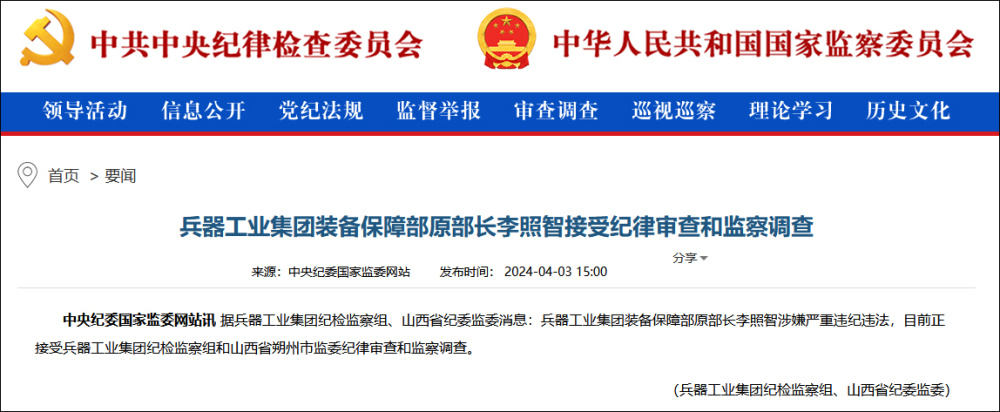 中共中央纪律检查委员会 中华人民共和国国家监察委员会
领导活动 信息公开 党纪法规 监督举报 审查调查 巡视巡察 理论学习 历史文化
首页 > 要闻
兵器工业集团装备保障部原部长李照智接受纪律审查和监察调查
分享
来源：中央纪委国家监委网站 发布时间： 2024-04-03 15:00
中央纪委国家监委网站讯 据兵器工业集团纪检监察组、山西省纪委监委消息：兵器工业集团装备保障部原部长李照智涉嫌严重违纪违法，目前正
接受兵器工业集团纪检监察组和山西省朔州市监委纪律审查和监察调查。
（兵器工业集团纪检监察组、山西省纪委监委）